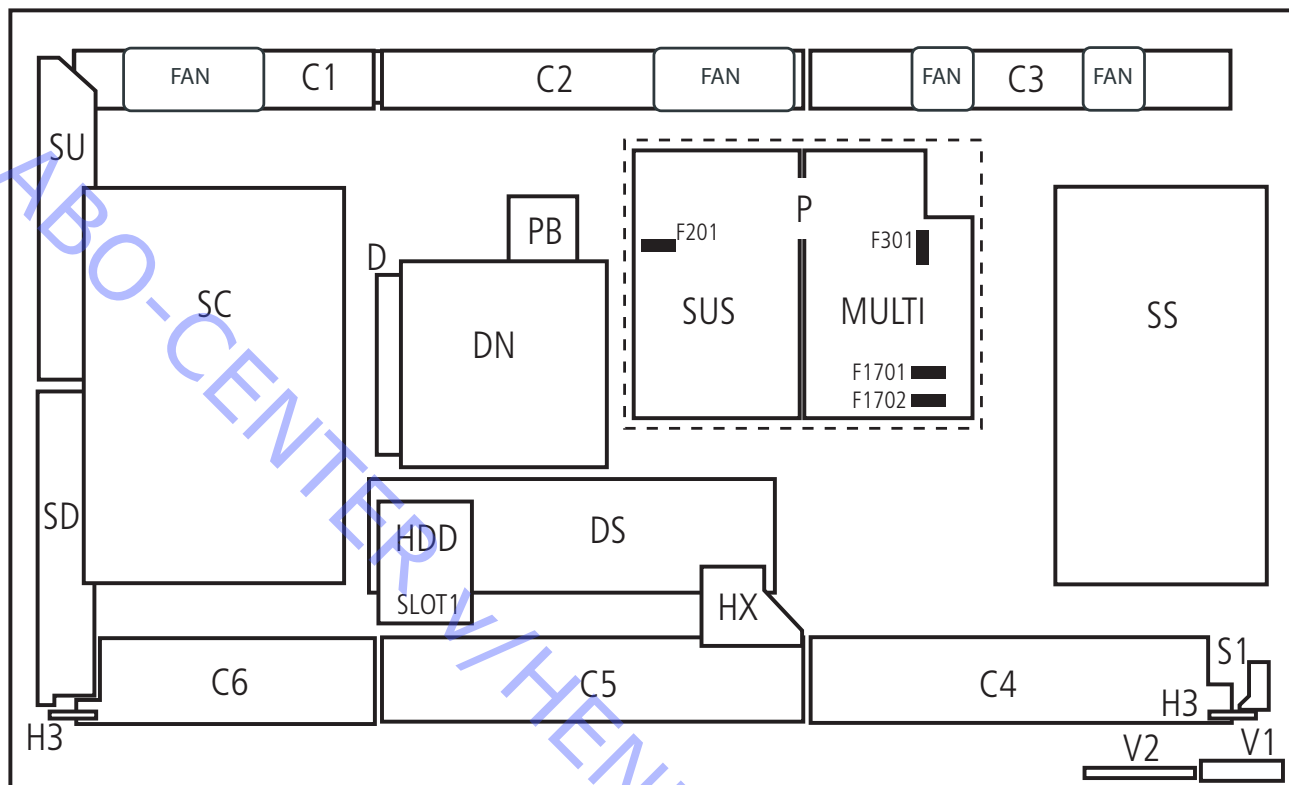 FAN
C1
C2
FAN
FAN
C3
FAN
SU
P
PB
F201
F301
D
SC
SUS
MULTI
SS
DN
F1701
F1702
SD
HDD
DS
SLOT1
HX
S1
C6
C5
C4
H3
H3
V2
V1
ABO-CENTER v/HENN